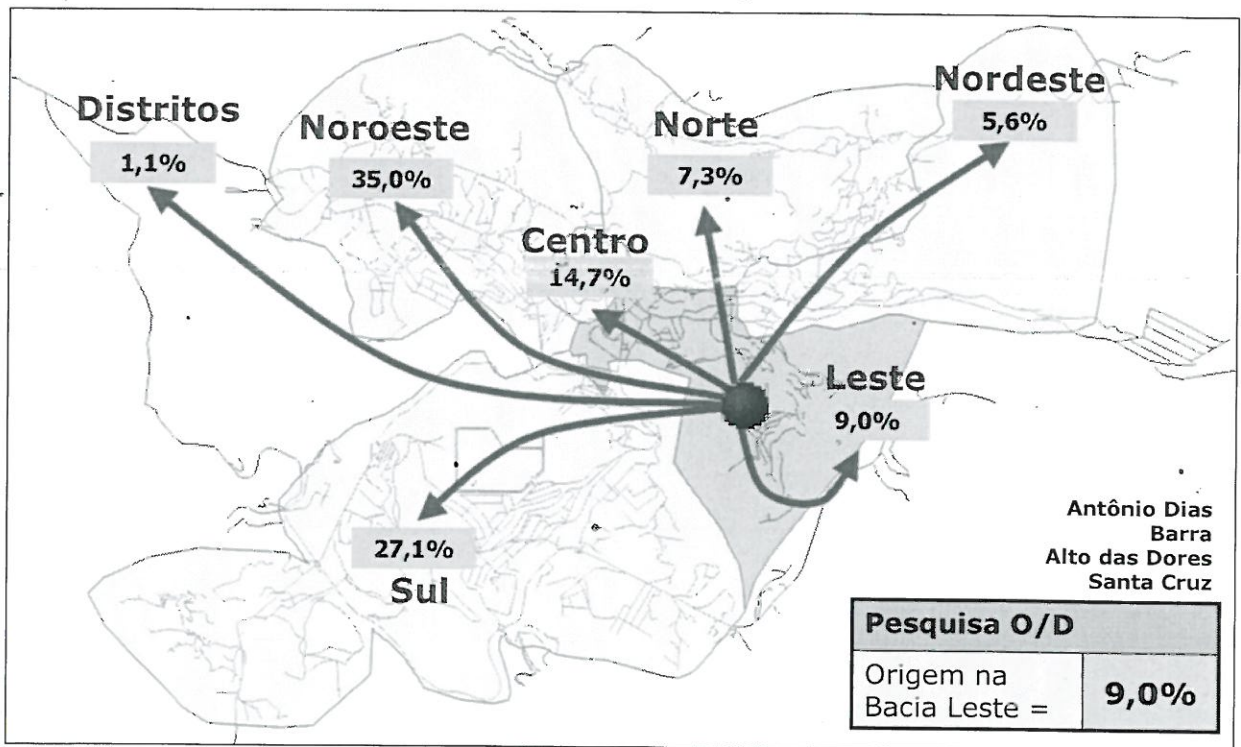 Distritos
1,1%
Noroeste
35,0%
Norte
7,3%
Nordeste
5,6%
Centro
14,7%
Leste
9,0%
27,1%
Sul
Antônio Dias
Barra
Alto das Dores
Santa Cruz
Pesquisa O/D
Origem na
Bacia Leste =
9,0%